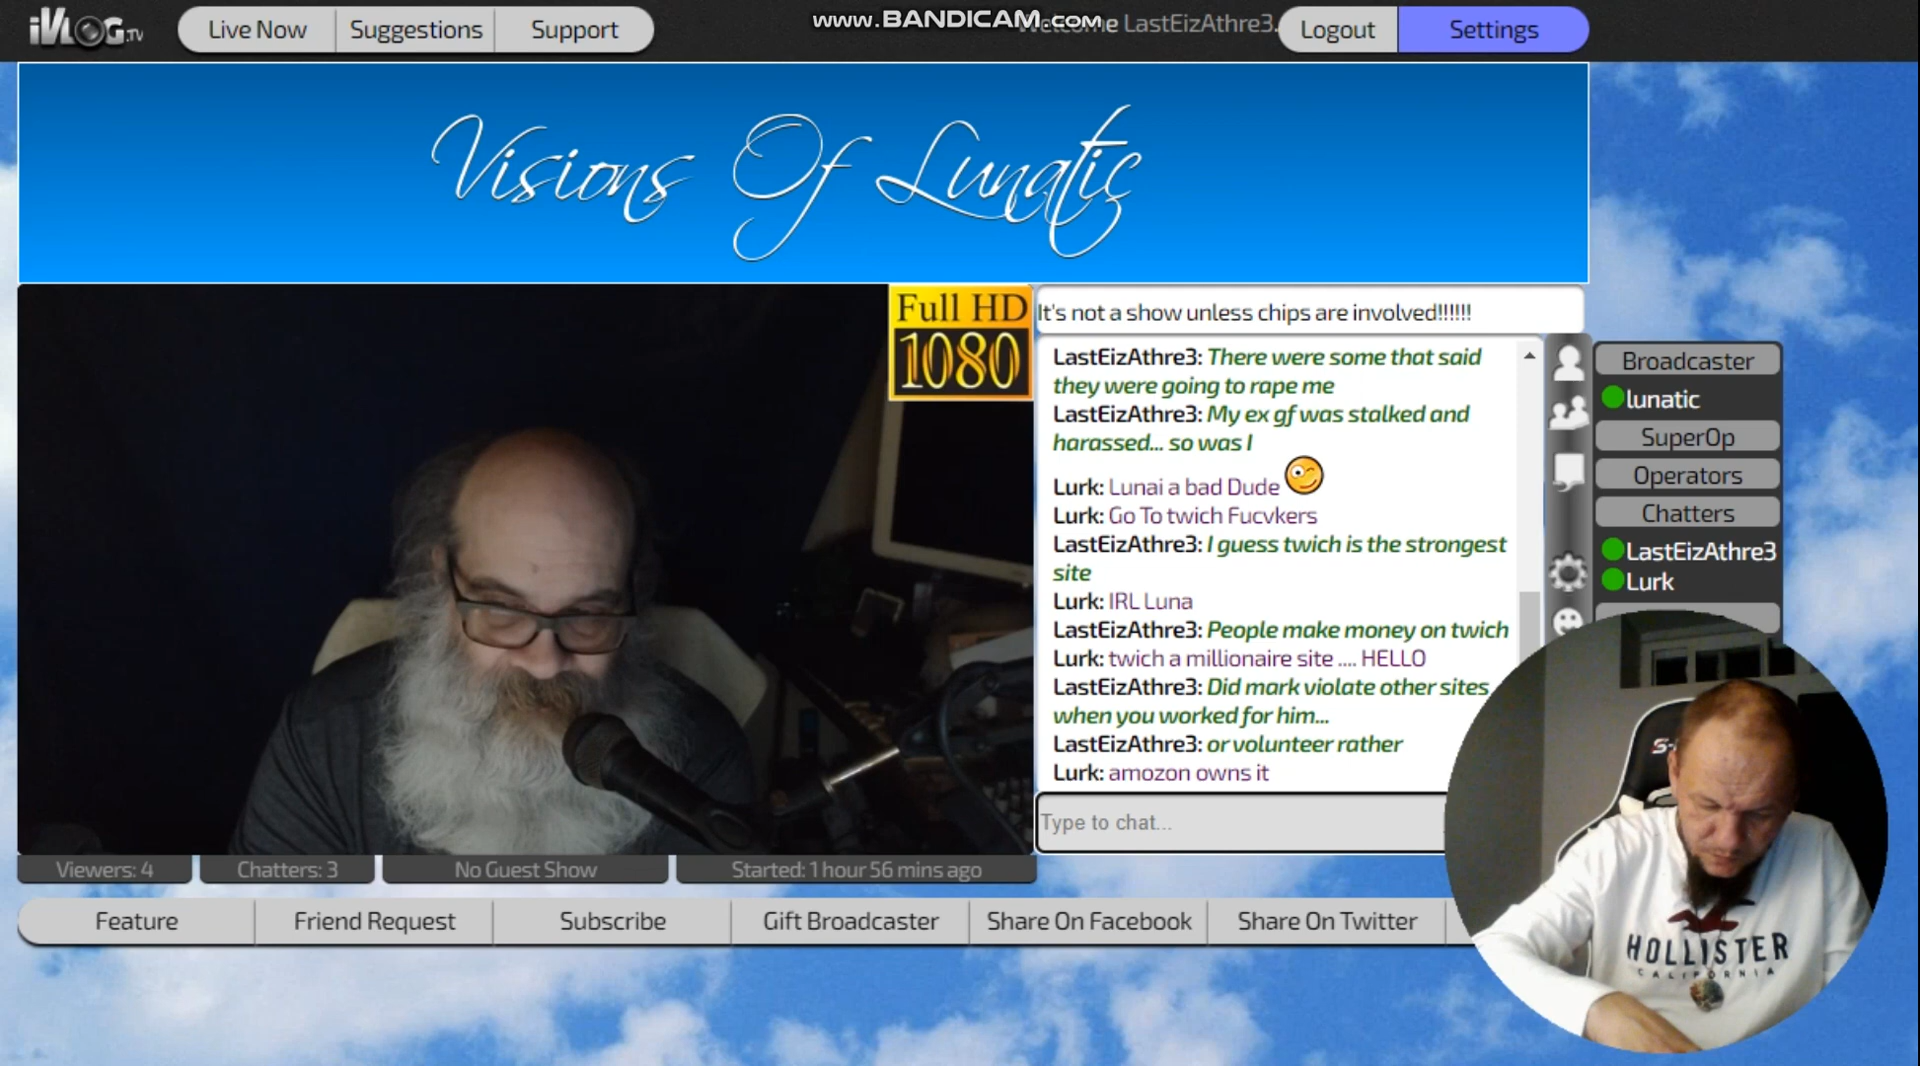 iVLOG.TV
Live Now
Suggestions
Support
www.BANDICAM.com
Welcome LastEizAthre3.
Logout
Settings
Visions Of Lunatic
Full HD
1080
It's not a show unless chips are involved!!!!!!
LastEizAthre3: There were some that said
they were going to rape me
LastEizAthre3: My ex gf was stalked and
harassed... so was I
Lurk: Lunai a bad Dude
Lurk: Go To twich Fucvkers
LastEizAthre3: I guess twich is the strongest
site
Lurk: IRL Luna
LastEizAthre3: People make money on twich
Lurk: twich a millionaire site .... HELLO
LastEizAthre3: Did mark violate other sites
when you worked for him...
LastEizAthre3: or volunteer rather
Lurk: amozon owns it
Type to chat...
Broadcaster
lunatic
SuperOp
Operators
Chatters
LastEizAthre3
Lurk
Viewers: 4
Chatters: 3
No Guest Show
Started: 1 hour 56 mins ago
Feature
Friend Request
Subscribe
Gift Broadcaster
Share On Facebook
Share On Twitter
HOLLISTER
CALIFORNIA